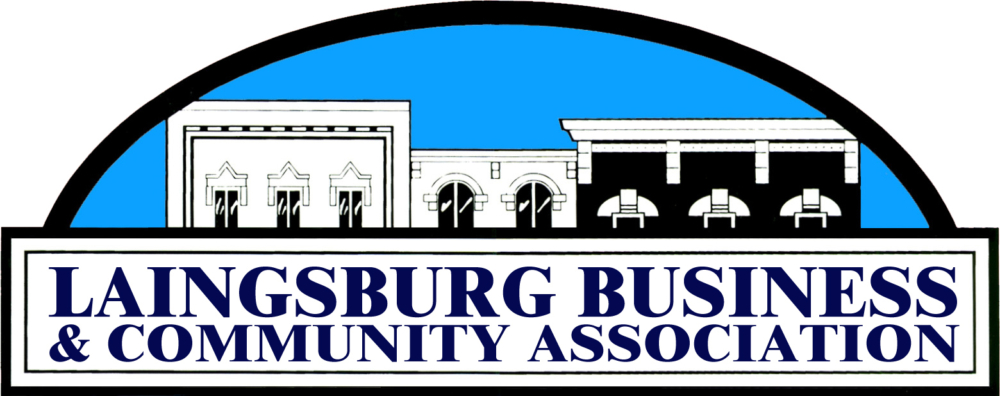 LAINGSBURG BUSINESS
& COMMUNITY ASSOCIATION